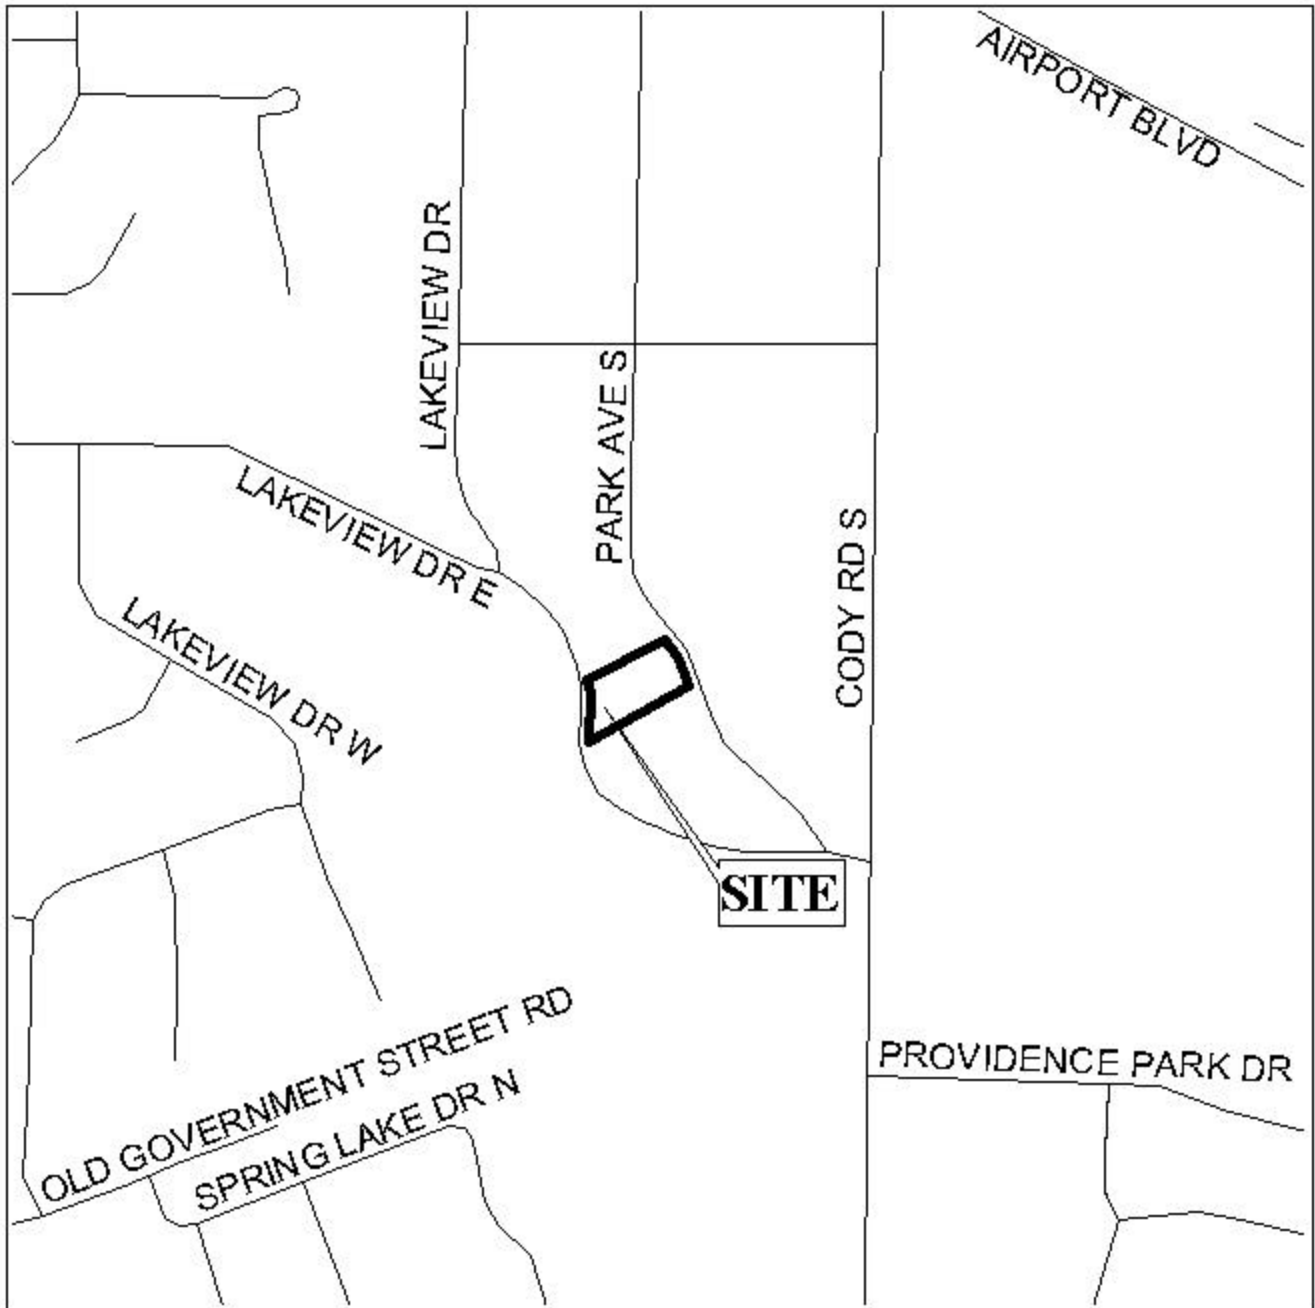 AIRPORT BLVD
LAKEVIEW DR
PARK AVE S
LAKEVIEW DR E
CODY RD S
LAKEVIEW DR W
SITE
OLD GOVERNMENT STREET RD
PROVIDENCE PARK DR
SPRING LAKE DR N